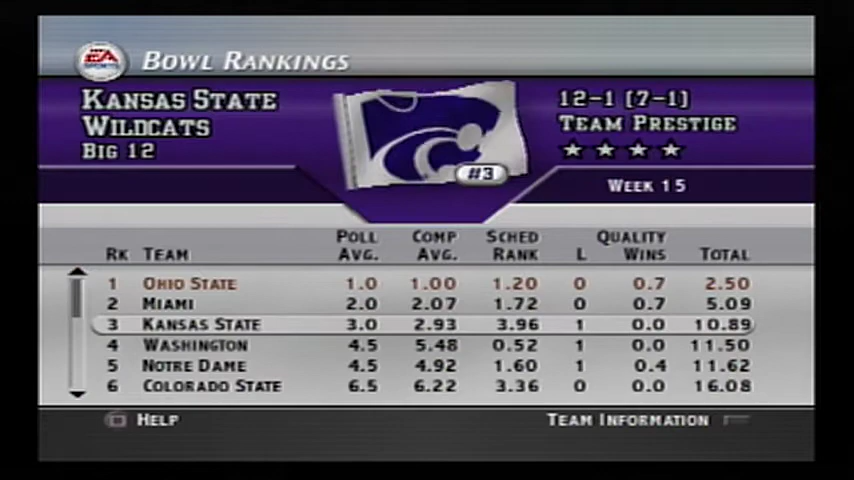 EA SPORTS BOWL RANKINGS
KANSAS STATE WILDCATS
BIG 12
#3
12-1 (7-1)
TEAM PRESTIGE
WEEK 15
RK TEAM POLL AVG. COMP AVG. SCHED RANK L QUALITY WINS TOTAL
1 OHIO STATE 1.0 1.00 1.20 0 0.7 2.50
2 MIAMI 2.0 2.07 1.72 0 0.7 5.09
3 KANSAS STATE 3.0 2.93 3.96 1 0.0 10.89
4 WASHINGTON 4.5 5.48 0.52 1 0.0 11.50
5 NOTRE DAME 4.5 4.92 1.60 1 0.4 11.62
6 COLORADO STATE 6.5 6.22 3.36 0 0.0 16.08
HELP TEAM INFORMATION